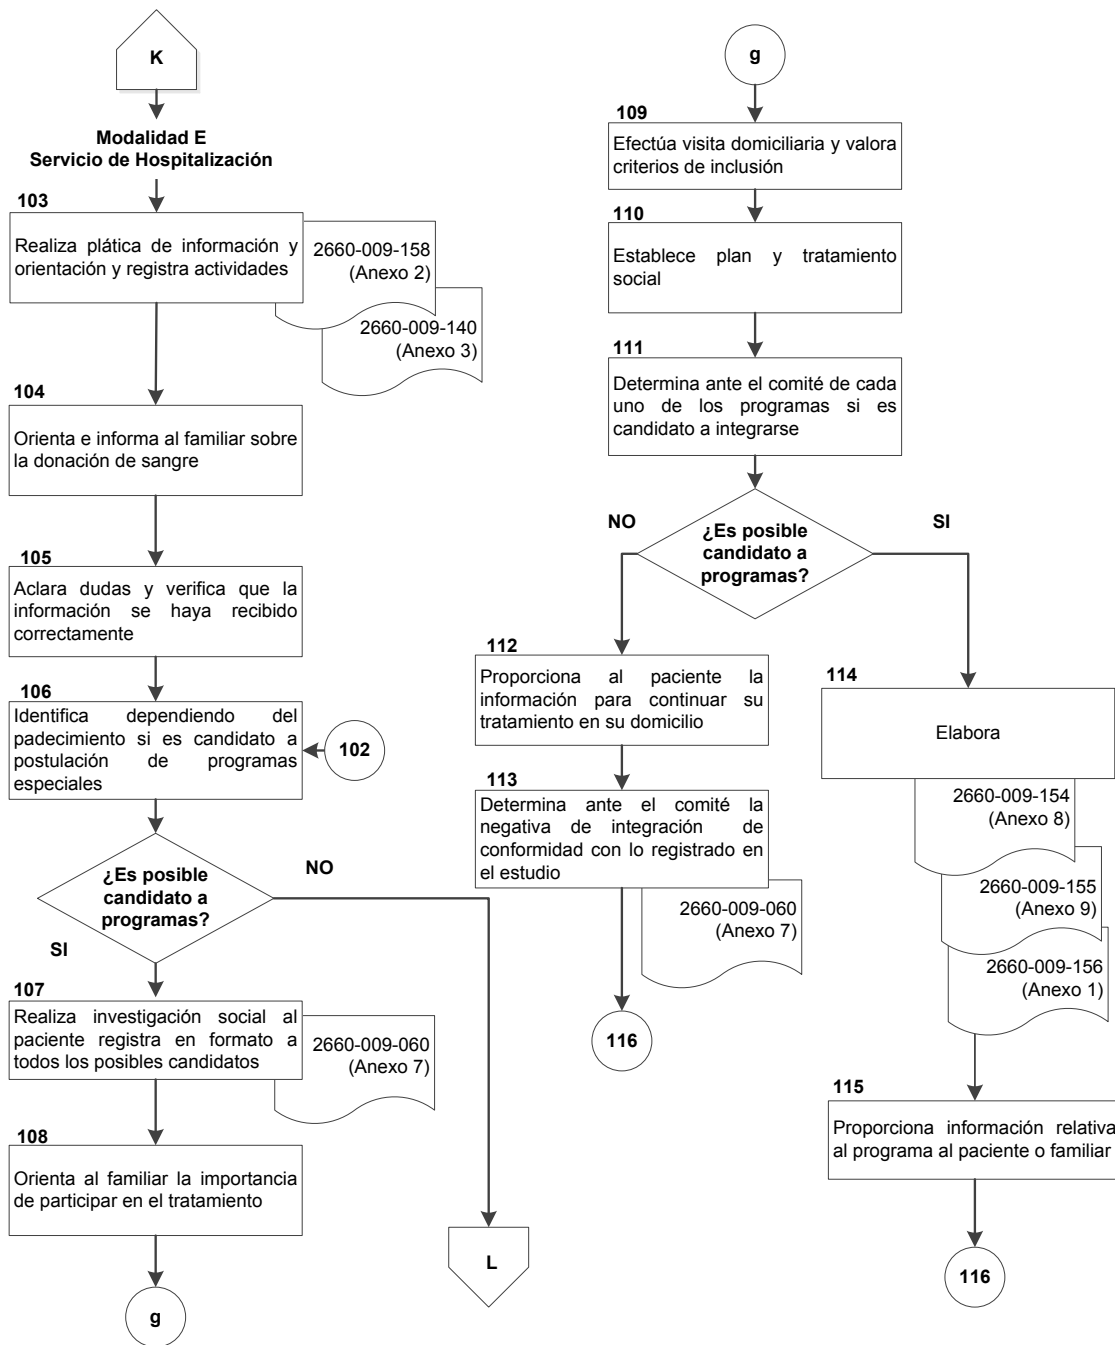 K
Modalidad E
Servicio de Hospitalización
103
Realiza plática de información y
orientación y registra actividades
2660-009-158
(Anexo 2)
2660-009-140
(Anexo 3)
104
Orienta e informa al familiar sobre
la donación de sangre
105
Aclara dudas y verifica que la
información se haya recibido
correctamente
106
Identifica dependiendo del
padecimiento si es candidato a
postulación de programas
especiales
102
¿Es posible
candidato a
programas?
NO
SI
107
Realiza investigación social al
paciente registra en formato a
todos los posibles candidatos
2660-009-060
(Anexo 7)
108
Orienta al familiar la importancia
de participar en el tratamiento
g
L
g
109
Efectúa visita domiciliaria y valora
criterios de inclusión
110
Establece plan y tratamiento
social
111
Determina ante el comité de cada
uno de los programas si es
candidato a integrarse
NO
SI
¿Es posible
candidato a
programas?
112
Proporciona al paciente la
información para continuar su
tratamiento en su domicilio
113
Determina ante el comité la
negativa de integración de
conformidad con lo registrado en
el estudio
2660-009-060
(Anexo 7)
116
114
Elabora
2660-009-154
(Anexo 8)
2660-009-155
(Anexo 9)
2660-009-156
(Anexo 1)
115
Proporciona información relativa
al programa al paciente o familiar
116